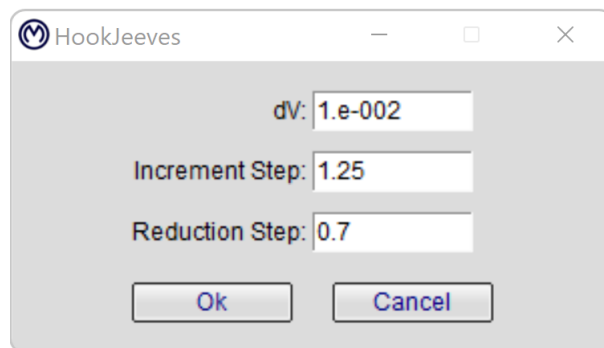 HookJeeves
dV: 1.e-002
Increment Step: 1.25
Reduction Step: 0.7
Ok Cancel